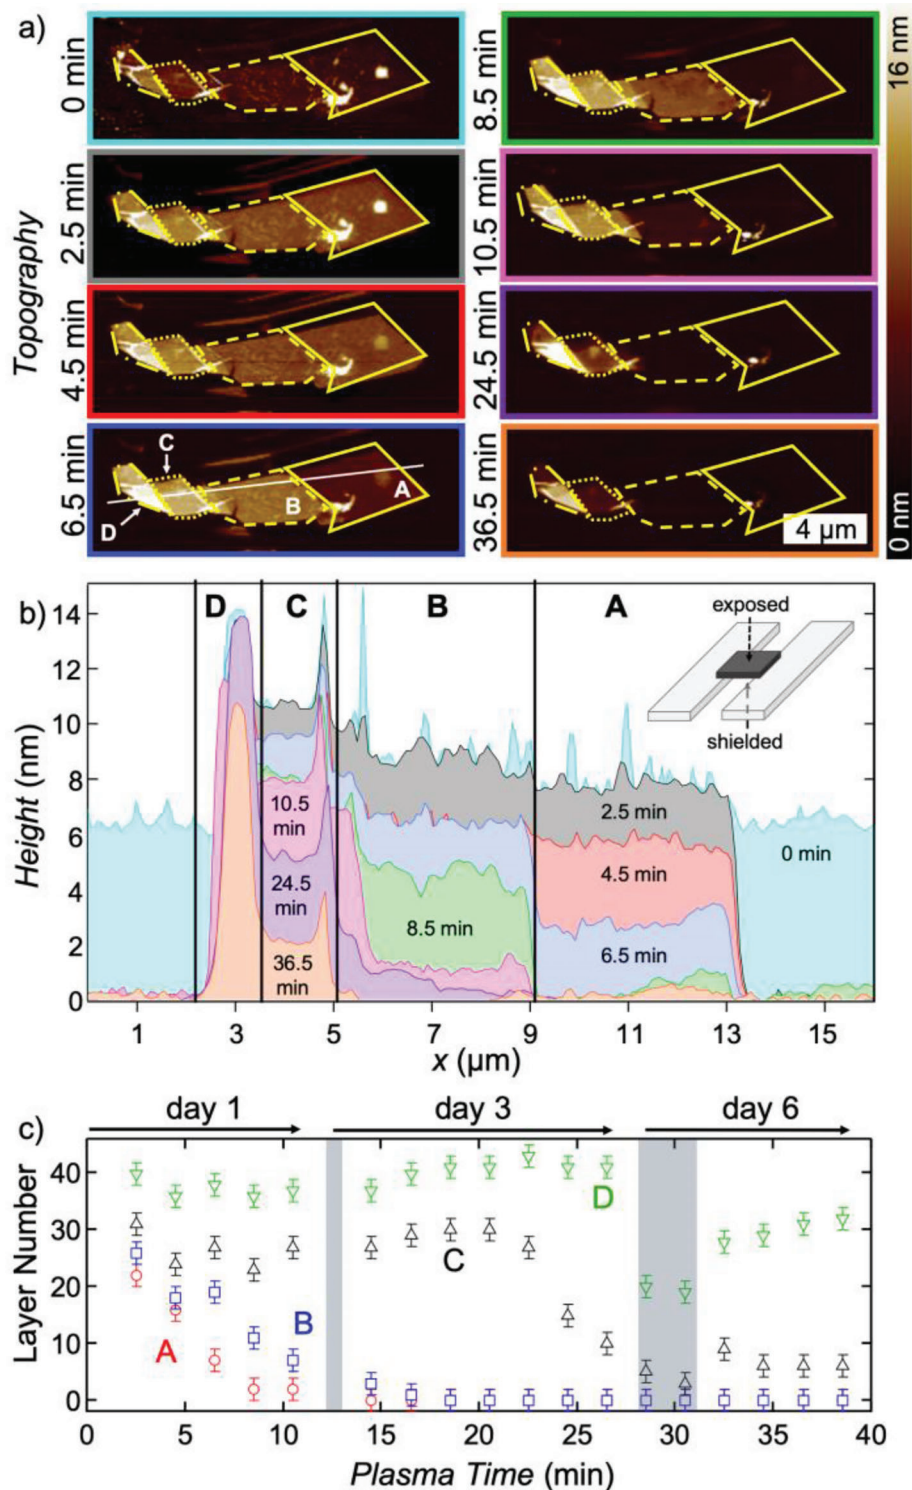 a)
Topography
0 min
2.5 min
4.5 min
6.5 min
C
D
B
A
8.5 min
10.5 min
24.5 min
36.5 min
4 µm
16 nm
0 nm
b)
D C B A
exposed
shielded
Height (nm)
14
12
10
8
6
4
2
0
10.5
min
24.5
min
36.5
min
8.5 min
2.5 min
4.5 min
6.5 min
0 min
1 3 5 7 9 11 13 15
x (µm)
c)
day 1 day 3 day 6
Layer Number
40
30
20
10
0
A
B
C
D
0 5 10 15 20 25 30 35 40
Plasma Time (min)